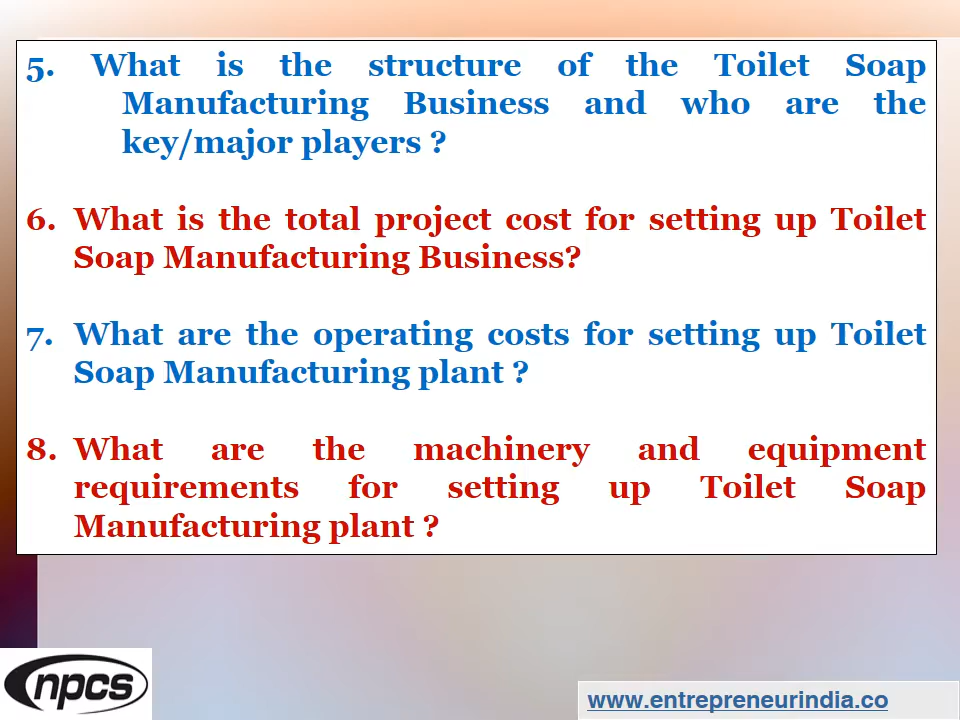 5. What is the structure of the Toilet Soap
Manufacturing Business and who are the
key/major players ?
6. What is the total project cost for setting up Toilet
Soap Manufacturing Business?
7. What are the operating costs for setting up Toilet
Soap Manufacturing plant ?
8. What are the machinery and equipment
requirements for setting up Toilet Soap
Manufacturing plant ?
npcs
www.entrepreneurindia.co